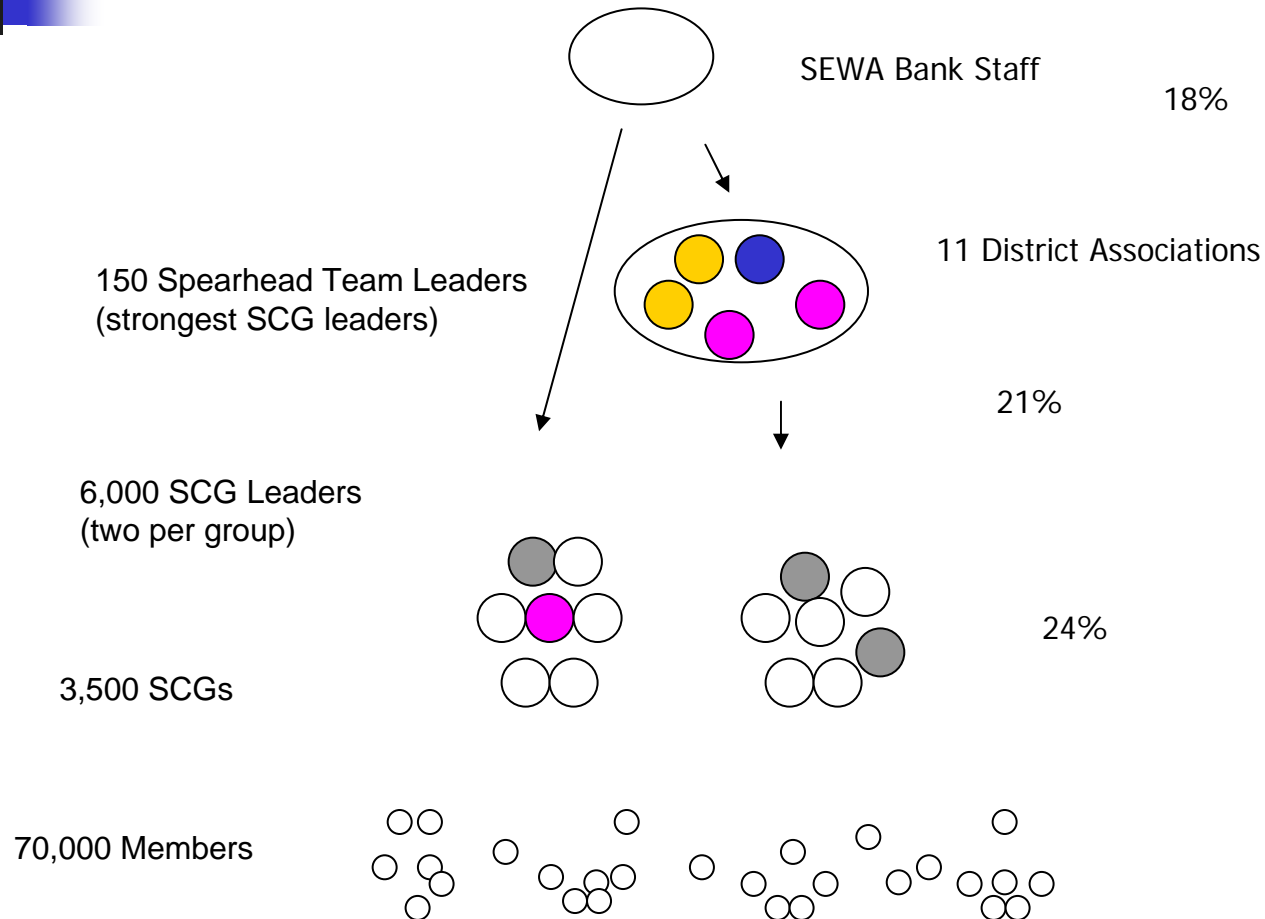 SEWA Bank Staff
18%
11 District Associations
150 Spearhead Team Leaders
(strongest SCG leaders)
21%
6,000 SCG Leaders
(two per group)
24%
3,500 SCGs
70,000 Members